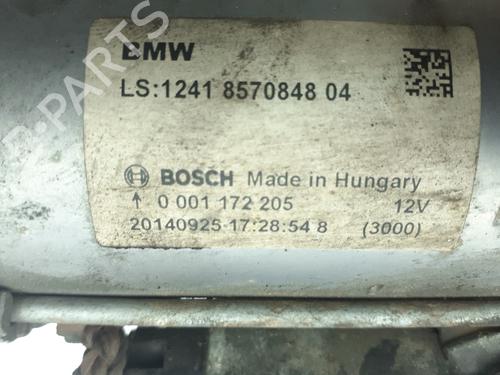 BMW
LS:1241 8570848 04
BOSCH Made in Hungary
↑ 0 001 172 205 12V
20140925-17:28:54 8 (3000)
B-PARTS